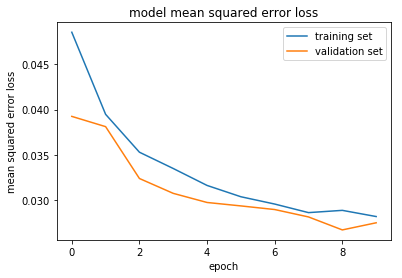 model mean squared error loss
training set
validation set
mean squared error loss
0.045
0.040
0.035
0.030
0 2 4 6 8
epoch